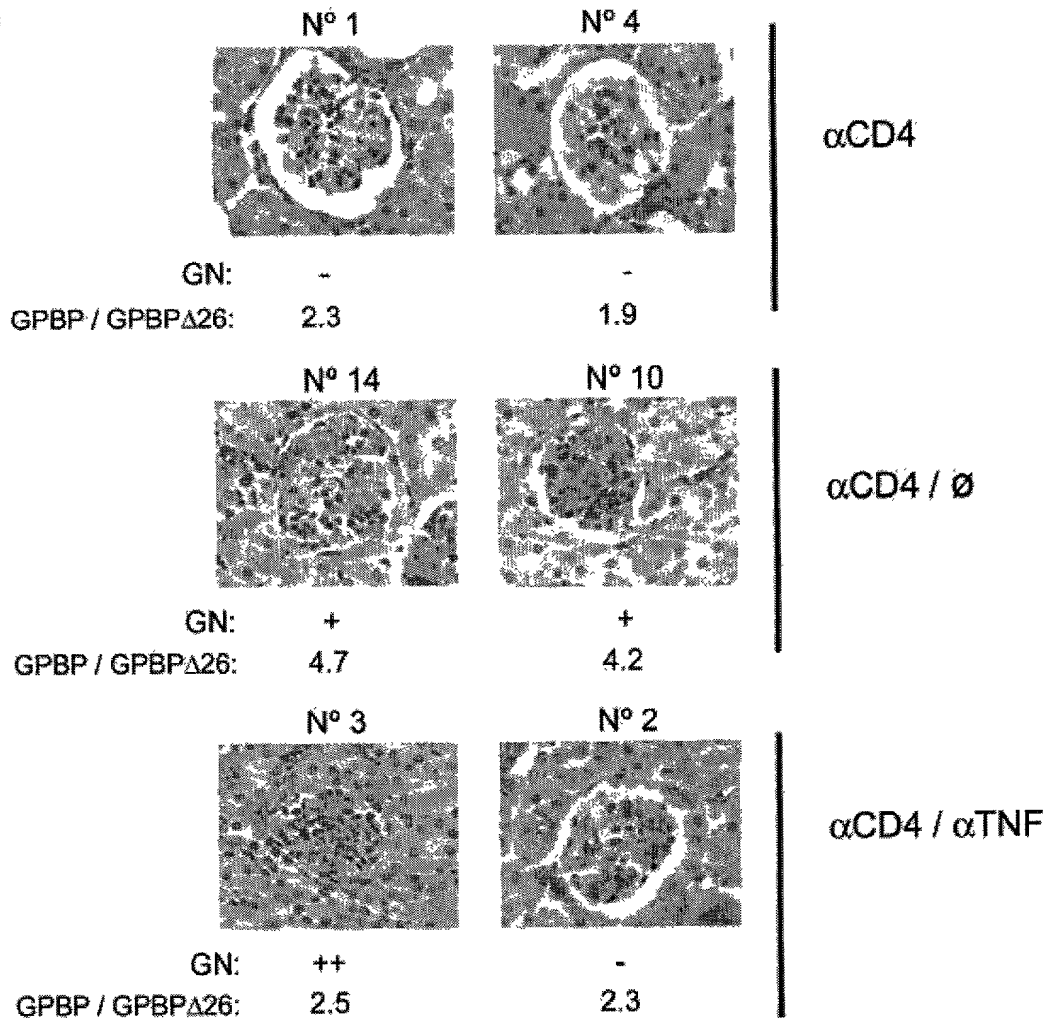 Nº 1 Nº 4
αCD4
GN: - -
GPBP / GPBPΔ26: 2.3 1.9
Nº 14 Nº 10
αCD4 / Ø
GN: + +
GPBP / GPBPΔ26: 4.7 4.2
Nº 3 Nº 2
αCD4 / αTNF
GN: ++ -
GPBP / GPBPΔ26: 2.5 2.3